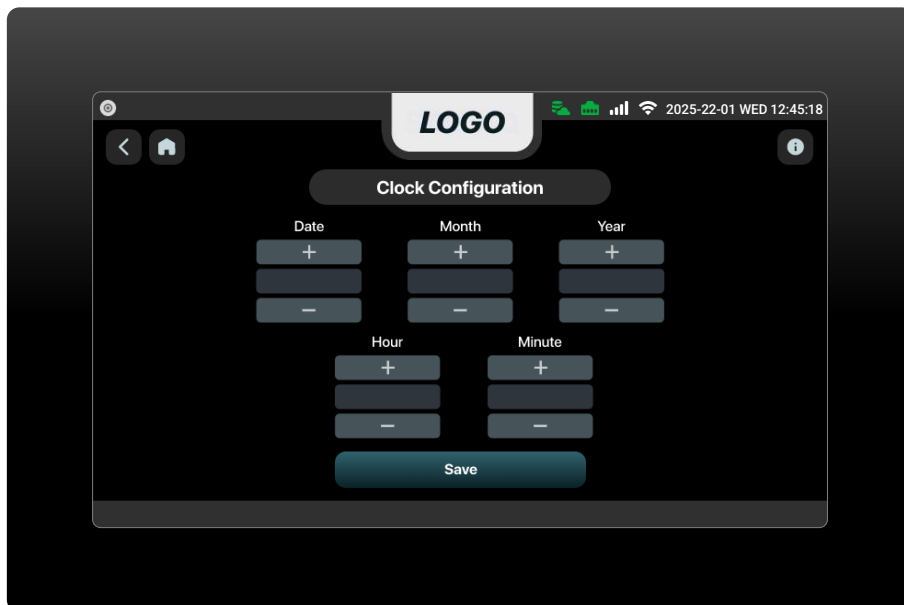 LOGO
2025-22-01 WED 12:45:18
Clock Configuration
Date Month Year
+ + +
− − −
Hour Minute
+ +
− −
Save